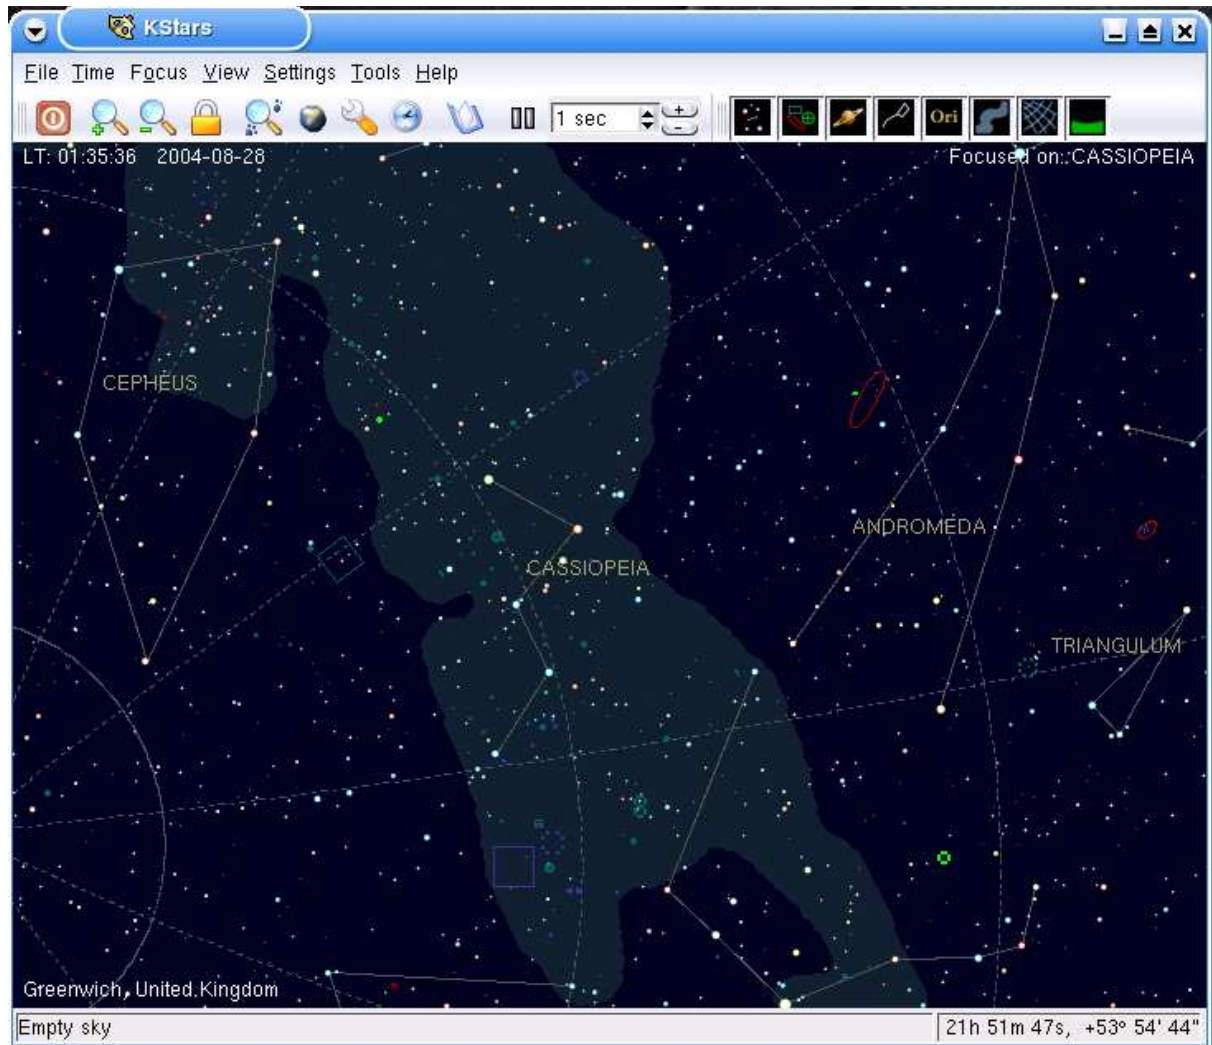 KStars
File Time Focus View Settings Tools Help
1 sec
Ori
LT: 01:35:36 2004-08-28
Focused on: CASSIOPEIA
CEPHEUS
ANDROMEDA
CASSIOPEIA
TRIANGULUM
Greenwich, United Kingdom
Empty sky
21h 51m 47s, +53° 54' 44"